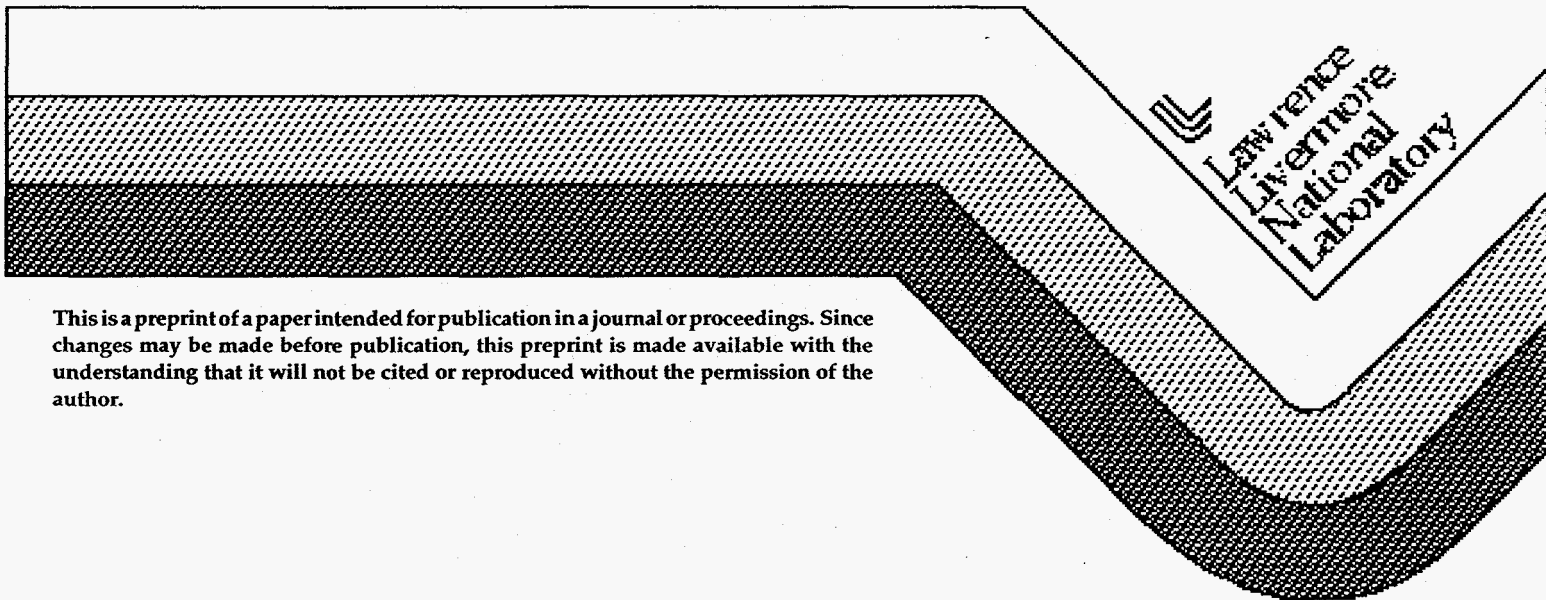 Lawrence
Livermore
National
Laboratory
This is a preprint of a paper intended for publication in a journal or proceedings. Since
changes may be made before publication, this preprint is made available with the
understanding that it will not be cited or reproduced without the permission of the
author.